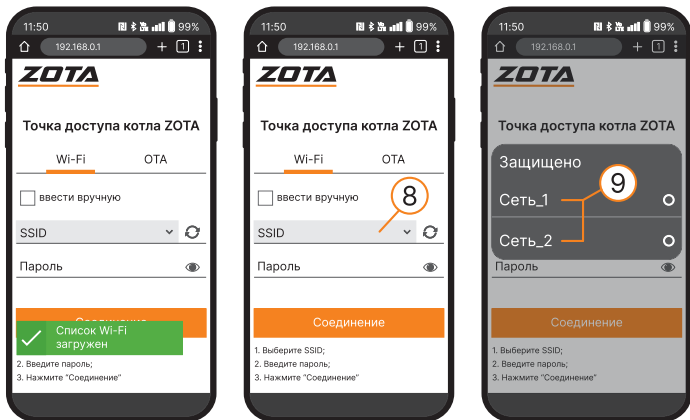 11:50 99%
192.168.0.1 + 1
ZOTA
Точка доступа котла ZOTA
Wi-Fi OTA
ввести вручную
SSID
Пароль
Список Wi-Fi
загружен
2. Введите пароль;
3. Нажмите "Соединение"
11:50 99%
192.168.0.1 + 1
ZOTA
Точка доступа котла ZOTA
Wi-Fi OTA
ввести вручную
8
SSID
Пароль
Соединение
1. Выберите SSID;
2. Введите пароль;
3. Нажмите "Соединение"
11:50 99%
192.168.0.1 + 1
ZOTA
Точка доступа котла ZOTA
Защищено
9
Сеть_1
Сеть_2
Пароль
Соединение
1. Выберите SSID;
2. Введите пароль;
3. Нажмите "Соединение"